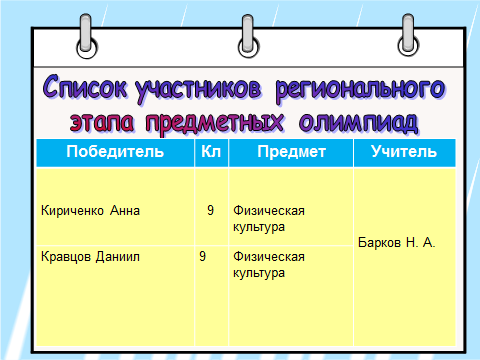 Список участников регионального
этапа предметных олимпиад
Победитель Кл Предмет Учитель
Кириченко Анна 9 Физическая
культура
Барков Н. А.
Кравцов Даниил 9 Физическая
культура